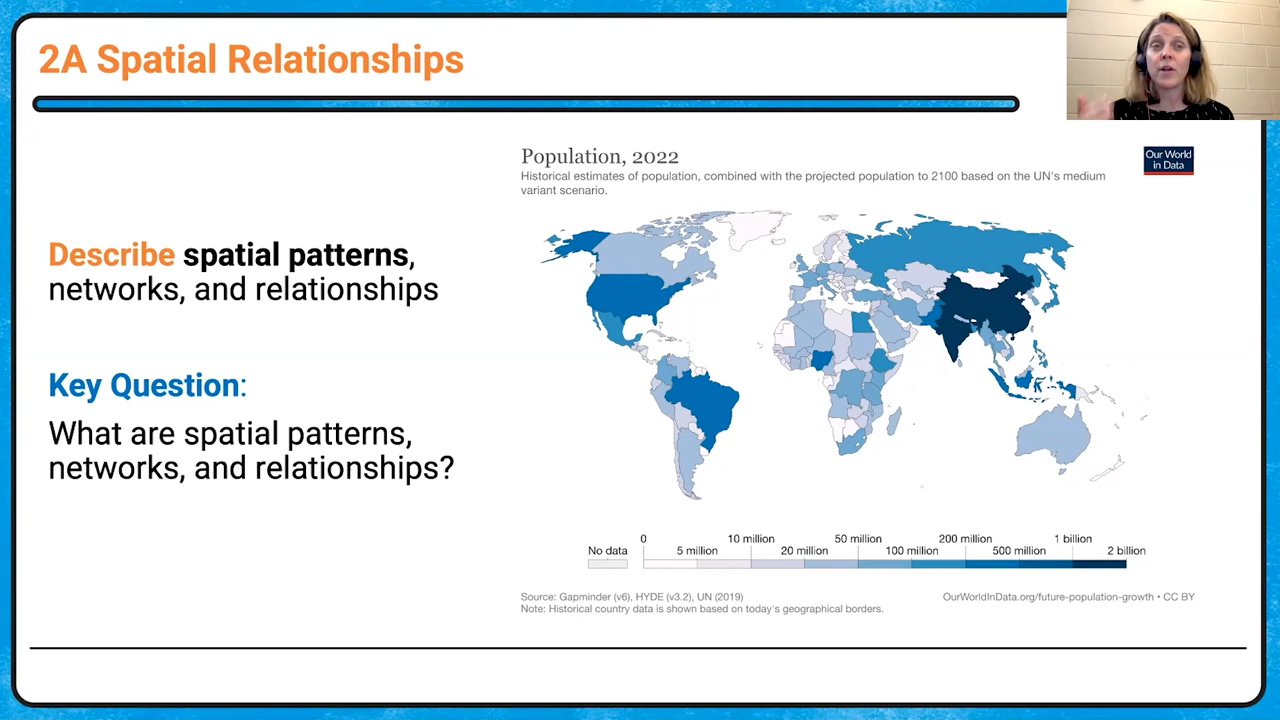 2A Spatial Relationships
Describe spatial patterns,
networks, and relationships
Key Question:
What are spatial patterns,
networks, and relationships?
Population, 2022
Historical estimates of population, combined with the projected population to 2100 based on the UN's medium
variant scenario.
Our World
in Data
No data
0
5 million
10 million
20 million
50 million
100 million
200 million
500 million
1 billion
2 billion
Source: Gapminder (v6), HYDE (v3.2), UN (2019)
Note: Historical country data is shown based on today's geographical borders.
OurWorldInData.org/future-population-growth • CC BY